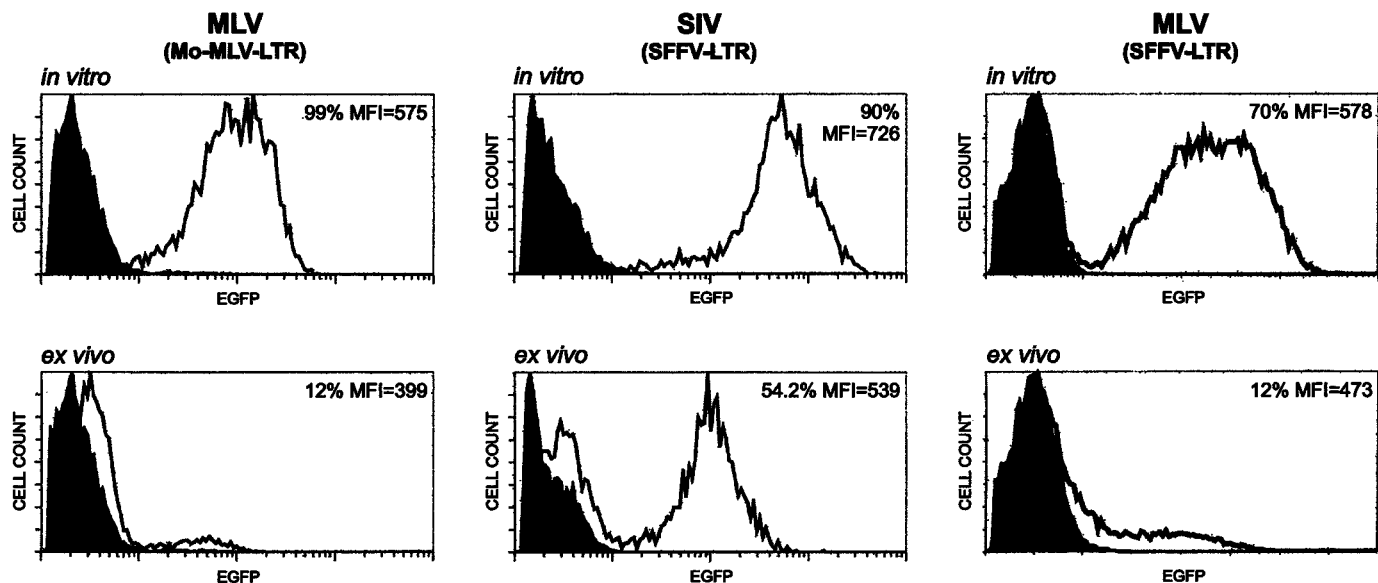 MLV
(Mo-MLV-LTR)
in vitro
99% MFI=575
CELL COUNT
EGFP
SIV
(SFFV-LTR)
in vitro
90%
MFI=726
CELL COUNT
EGFP
MLV
(SFFV-LTR)
in vitro
70% MFI=578
CELL COUNT
EGFP
ex vivo
12% MFI=399
CELL COUNT
EGFP
ex vivo
54.2% MFI=539
CELL COUNT
EGFP
ex vivo
12% MFI=473
CELL COUNT
EGFP